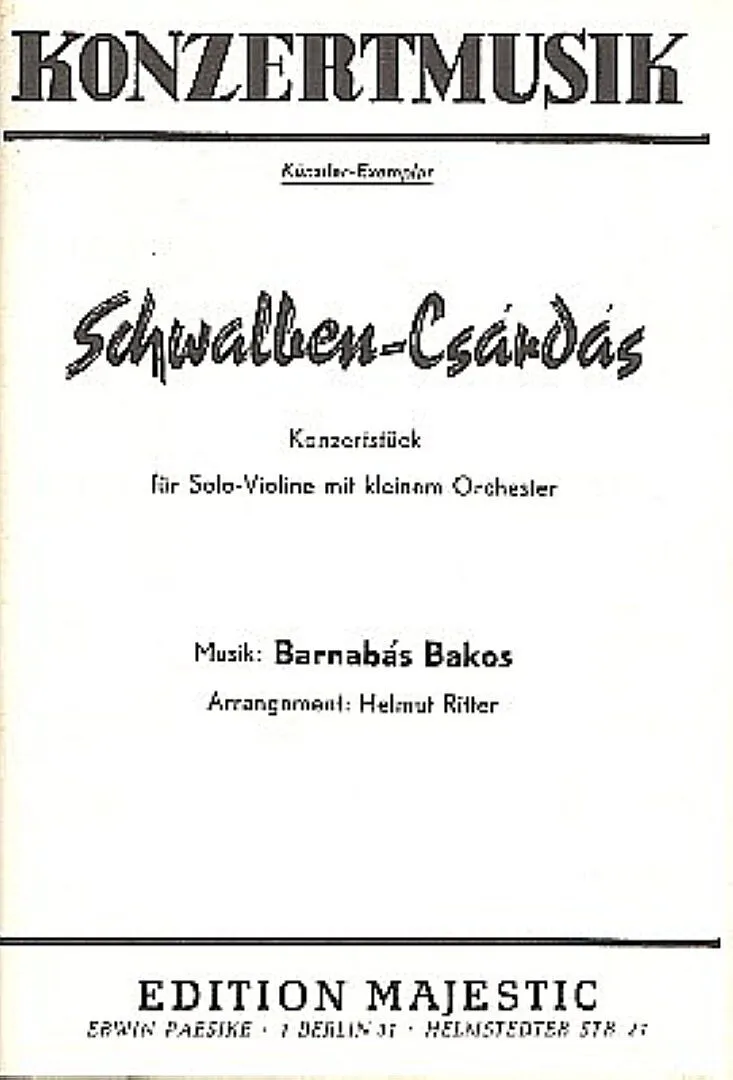 KONZERTMUSIK
Künstler-Exemplar
Schwalben-Csárdás
Konzertstück
für Solo-Violine mit kleinem Orchester
Musik: Barnabás Bakos
Arrangement: Helmut Ritter
EDITION MAJESTIC
ERWIN PAESIKE · 1 BERLIN 31 · HELMSTEDTER STR.